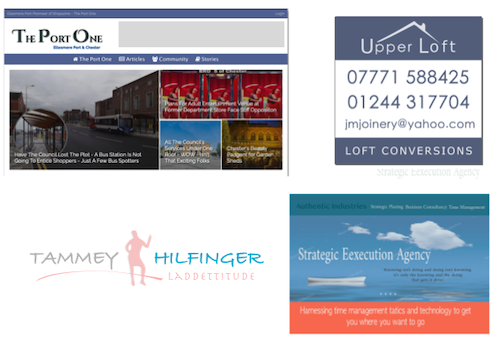 Ellesmere Port Forerunner of Ellesmere - The Port One
Login
THE PORT ONE
Ellesmere Port & Chester
The Port One Articles Community Stories
Plans For Adult Entertainment Venue at
Former Department Store Face Stiff Opposition
Have The Council Lost The Plot - A Bus Station Is Not
Going To Entice Shoppers - Just A Few Bus Spotters
All The Council's
Services Under One
Roof - WOW - Isn't
That Exciting Folks
Chester's Beauty
Padgent for Garden
Sheds
Upper Loft
07771 588425
01244 317704
jmjoinery@yahoo.com
LOFT CONVERSIONS
Strategic Eexecution Agency
TAMMEY HILFINGER
LADDETTITUDE
Authentic Industries Strategic Planing Business Consultancy Time Management
Strategic Eexecution Agency
Harnessing time management tatics and technology to get
you where you want to go